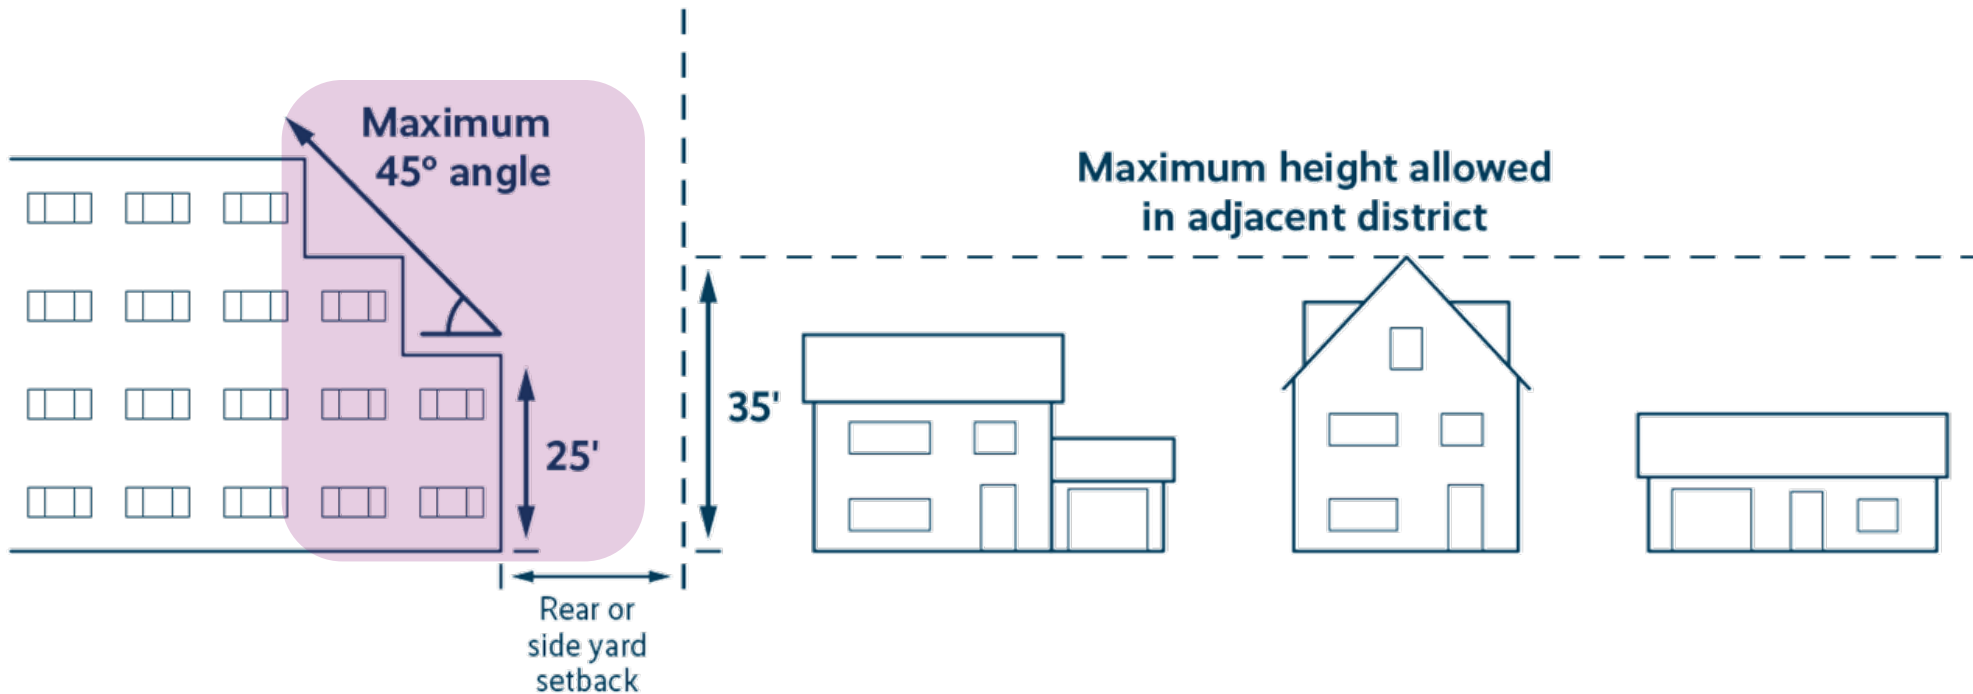 Maximum
45° angle
25'
Rear or
side yard
setback
35'
Maximum height allowed
in adjacent district